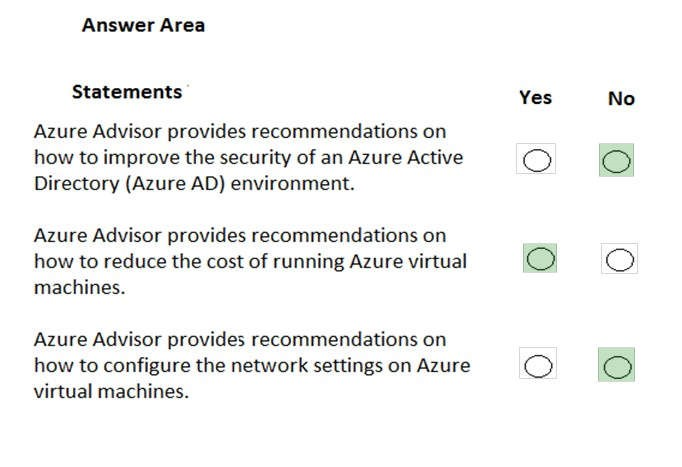 Answer Area
Statements
Yes
No
Azure Advisor provides recommendations on
how to improve the security of an Azure Active
Directory (Azure AD) environment.
Azure Advisor provides recommendations on
how to reduce the cost of running Azure virtual
machines.
Azure Advisor provides recommendations on
how to configure the network settings on Azure
virtual machines.